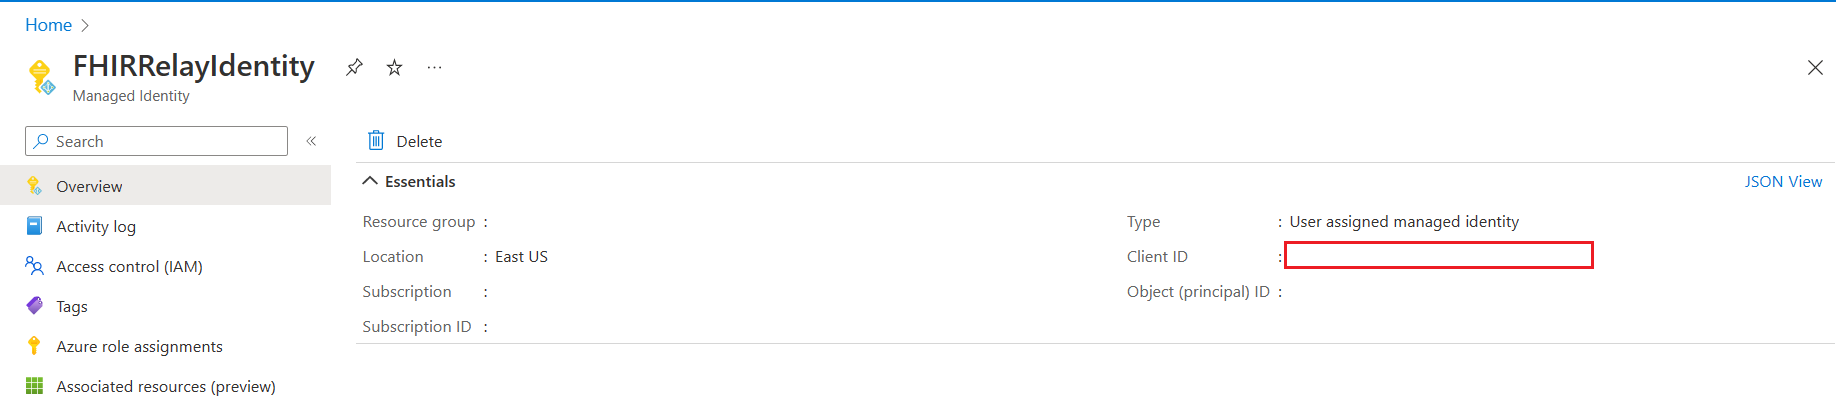 Home
FHIRRelayIdentity
Managed Identity
Search
Delete
Essentials
JSON View
Overview
Activity log
Access control (IAM)
Tags
Azure role assignments
Associated resources (preview)
Resource group :
Location : East US
Subscription :
Subscription ID :
Type : User assigned managed identity
Client ID :
Object (principal) ID :